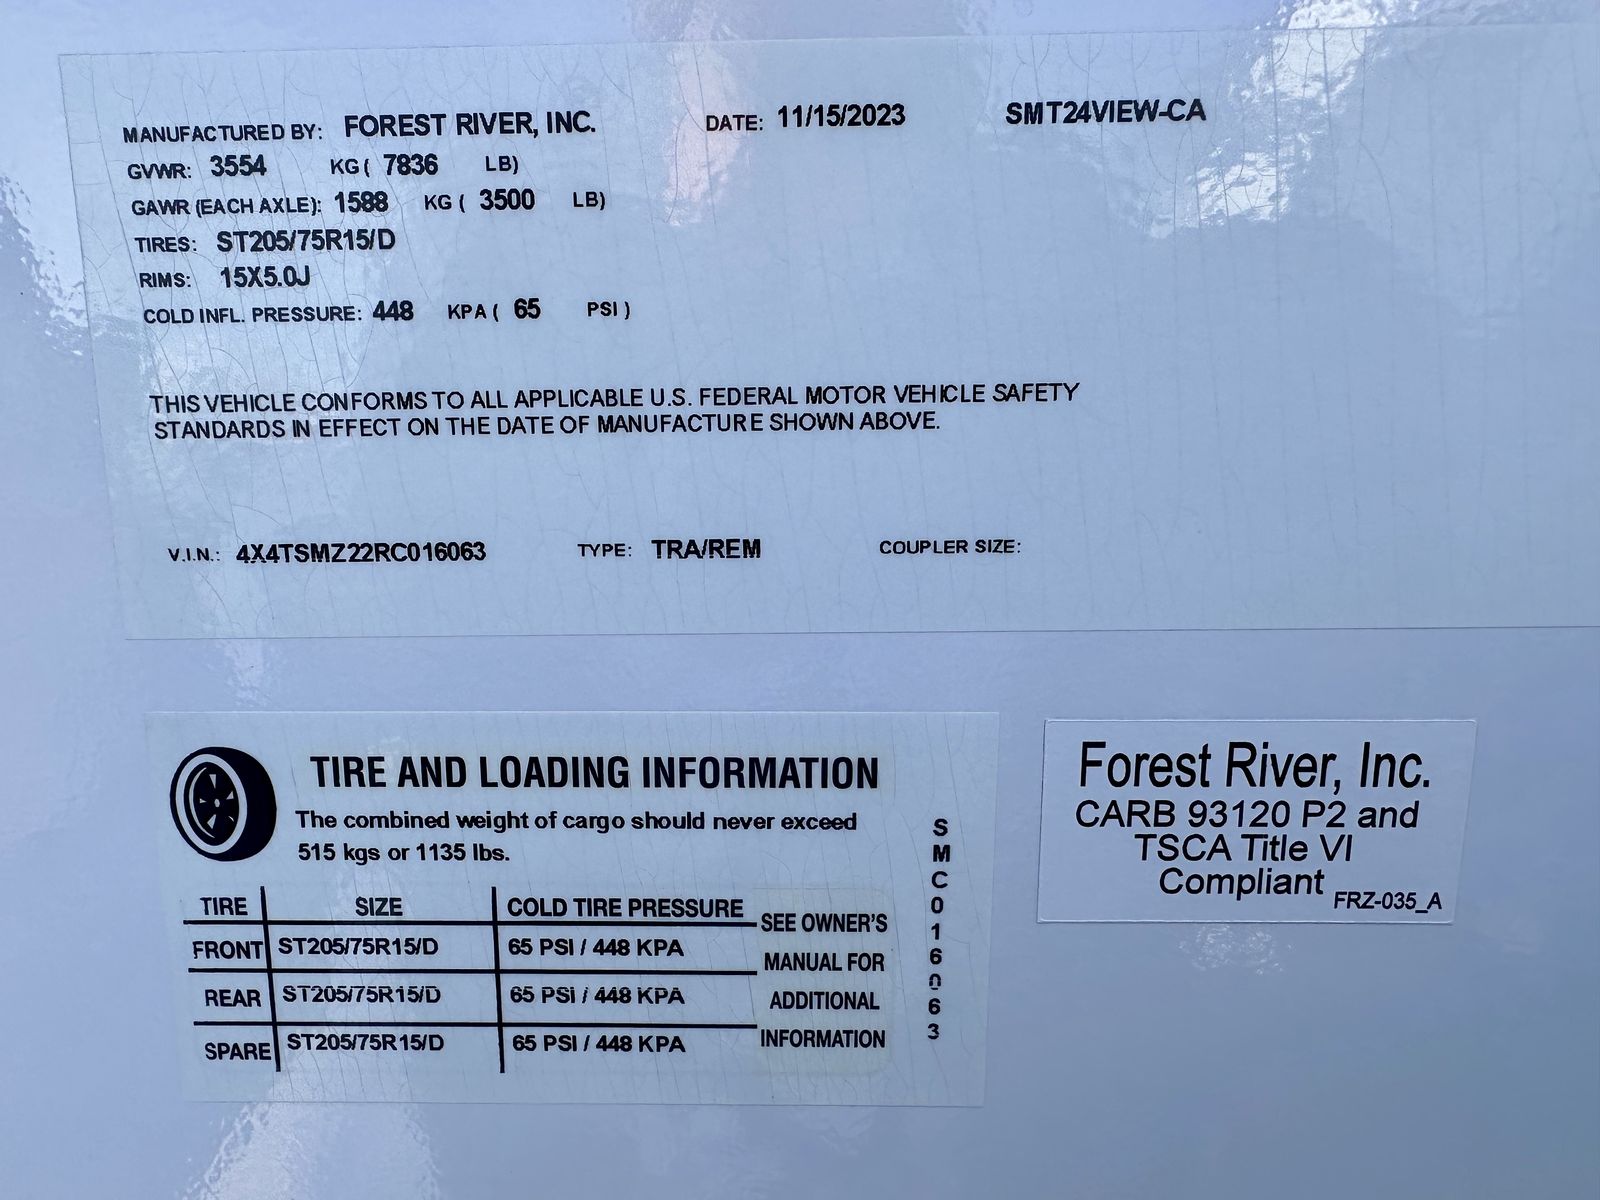 MANUFACTURED BY: FOREST RIVER, INC. DATE: 11/15/2023 SMT24VIEW-CA
GVWR: 3554 KG ( 7836 LB)
GAWR (EACH AXLE): 1588 KG ( 3500 LB)
TIRES: ST205/75R15/D
RIMS: 15X5.0J
COLD INFL. PRESSURE: 448 KPA ( 65 PSI )
THIS VEHICLE CONFORMS TO ALL APPLICABLE U.S. FEDERAL MOTOR VEHICLE SAFETY
STANDARDS IN EFFECT ON THE DATE OF MANUFACTURE SHOWN ABOVE.
V.I.N.: 4X4TSMZ22RC016063 TYPE: TRA/REM COUPLER SIZE:
TIRE AND LOADING INFORMATION
The combined weight of cargo should never exceed
515 kgs or 1135 lbs.
TIRE SIZE COLD TIRE PRESSURE
FRONT ST205/75R15/D 65 PSI / 448 KPA
REAR ST205/75R15/D 65 PSI / 448 KPA
SPARE ST205/75R15/D 65 PSI / 448 KPA
SEE OWNER'S
MANUAL FOR
ADDITIONAL
INFORMATION
SMC016063
Forest River, Inc.
CARB 93120 P2 and
TSCA Title VI
Compliant FRZ-035_A